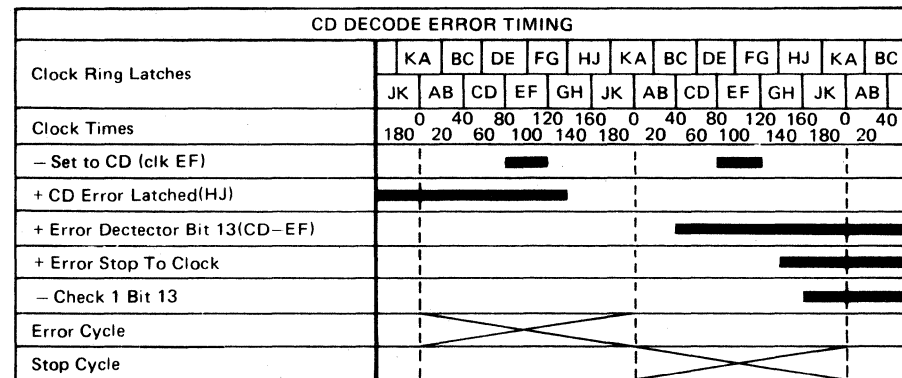 CD DECODE ERROR TIMING
Clock Ring Latches
KA BC DE FG HJ KA BC DE FG HJ KA BC
JK AB CD EF GH JK AB CD EF GH JK AB
Clock Times
0 40 80 120 160 0 40 80 120 160 0 40
180 20 60 100 140 180 20 60 100 140 180 20
– Set to CD (clk EF)
+ CD Error Latched(HJ)
+ Error Dectector Bit 13(CD–EF)
+ Error Stop To Clock
– Check 1 Bit 13
Error Cycle
Stop Cycle